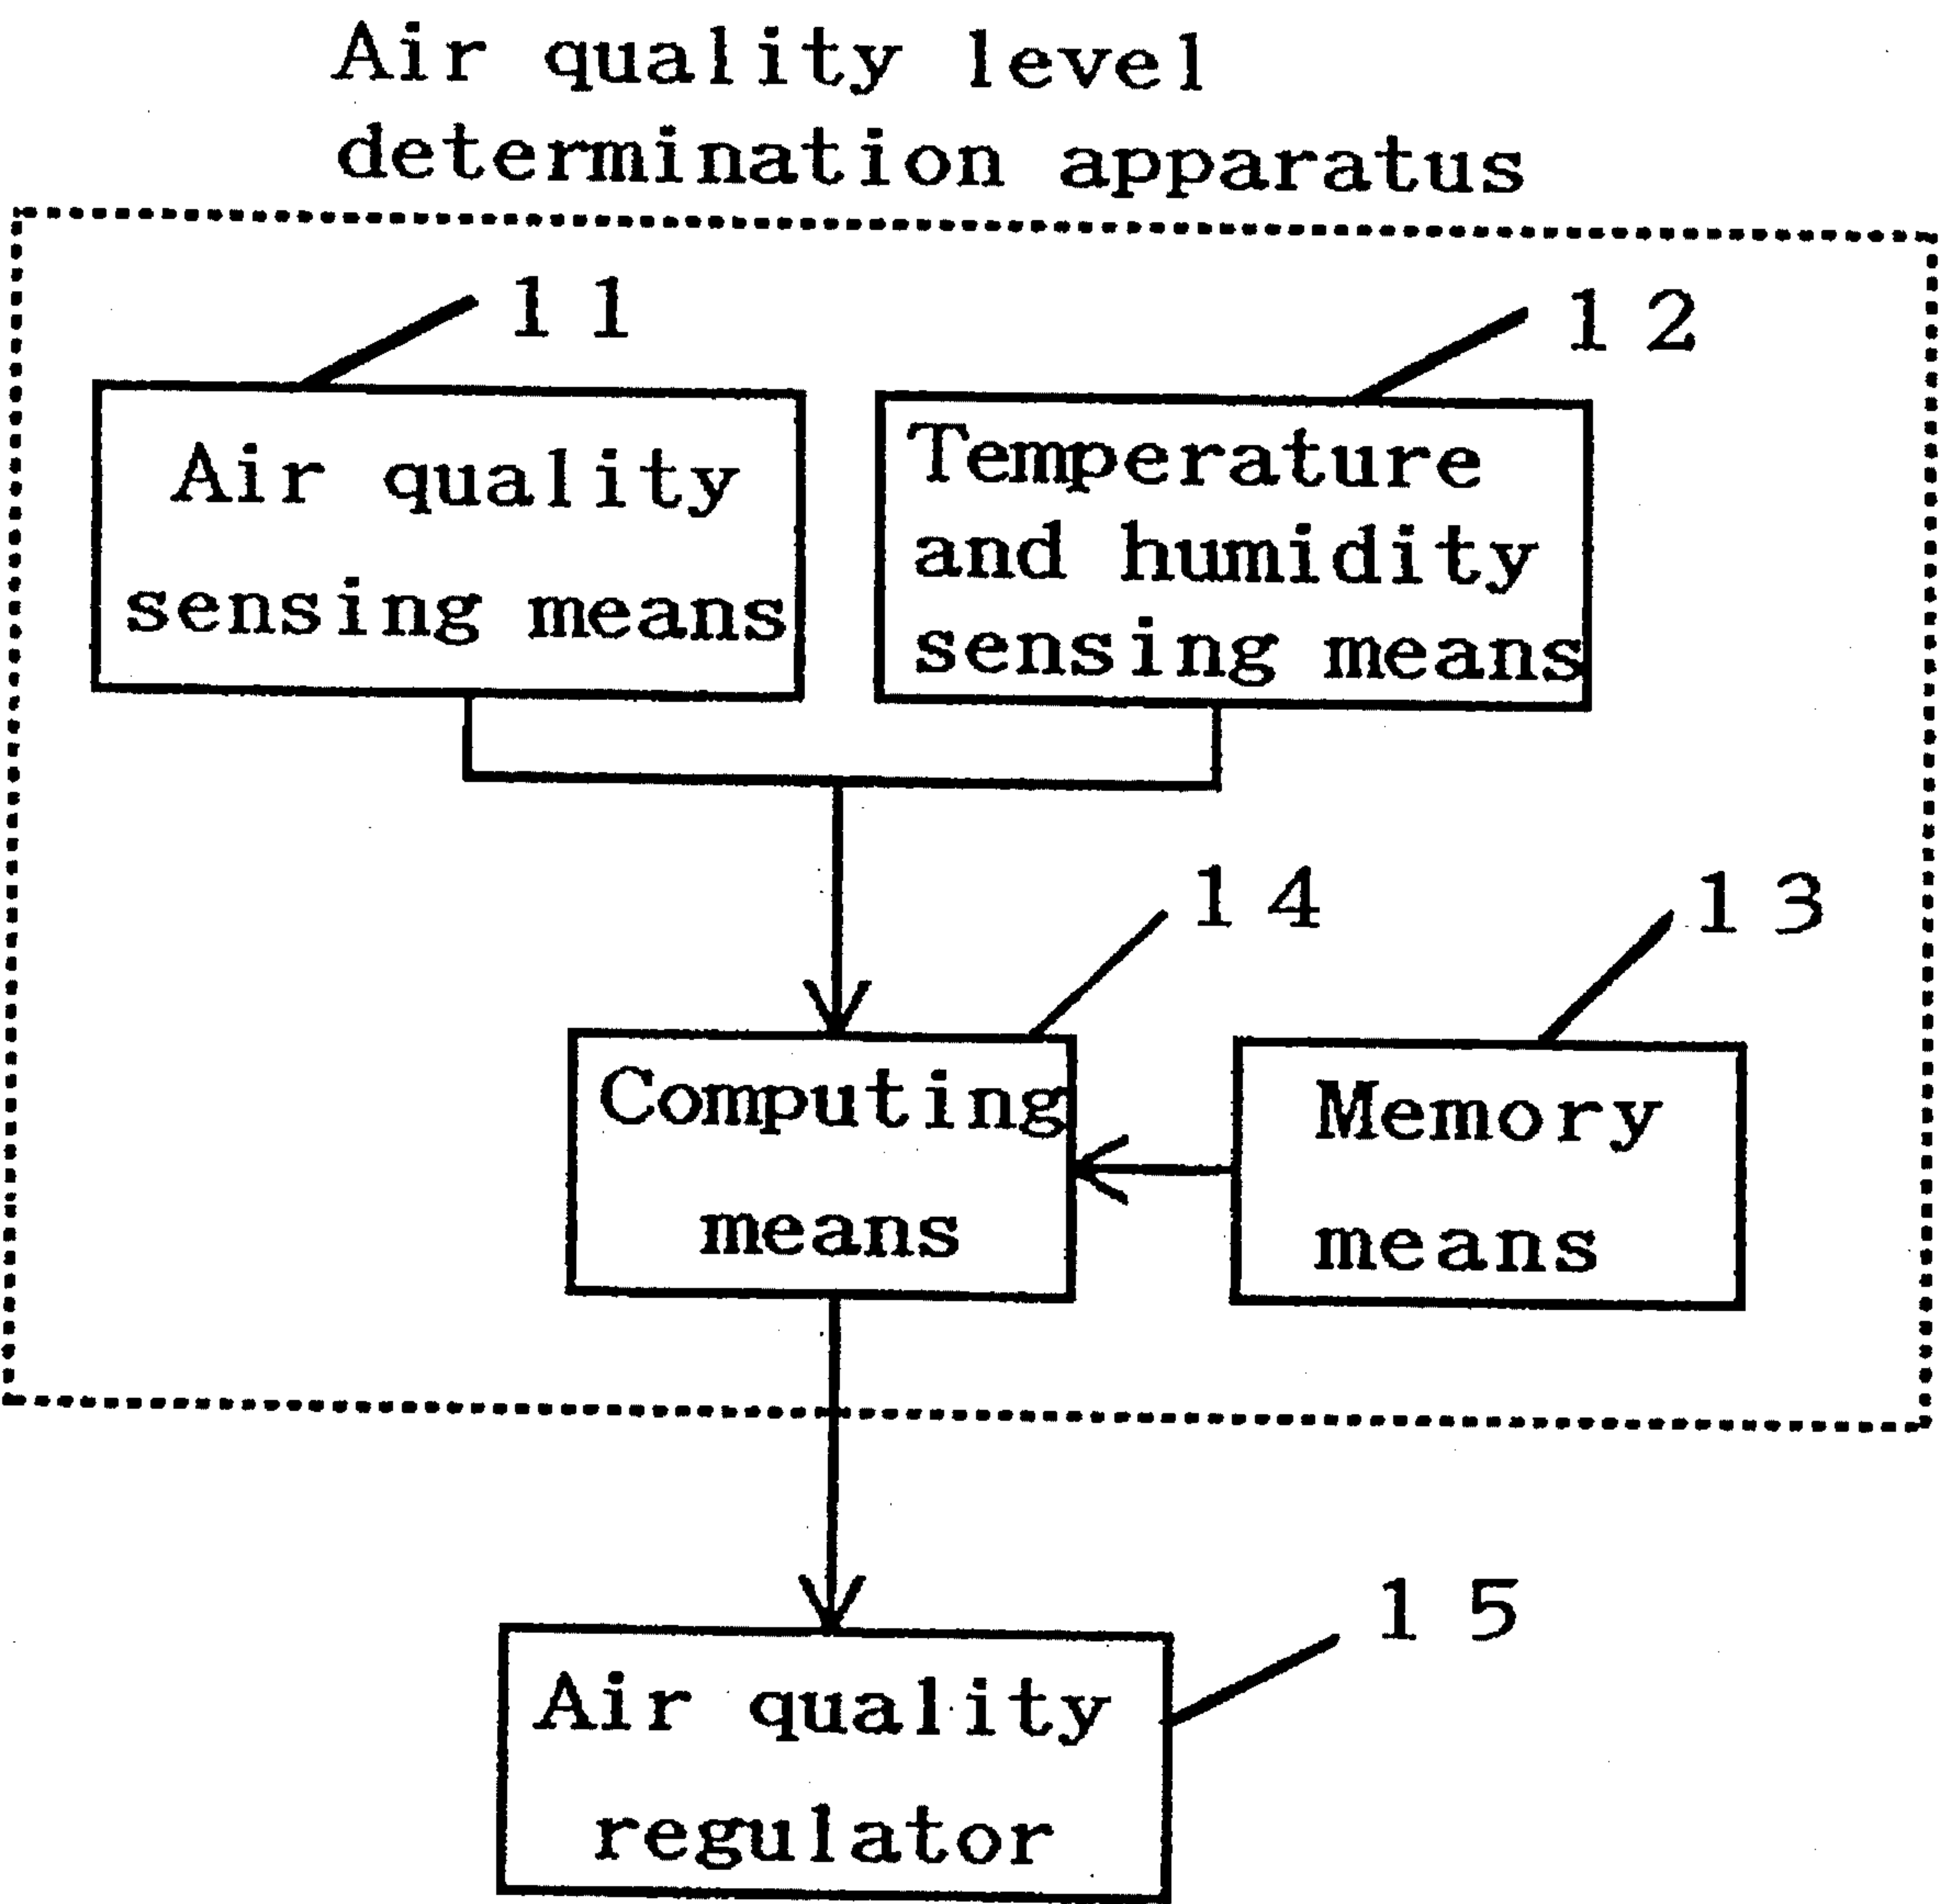 Air quality level
determination apparatus
11
12
Air quality
sensing means
Temperature
and humidity
sensing means
14
13
Computing
means
Memory
means
15
Air quality
regulator